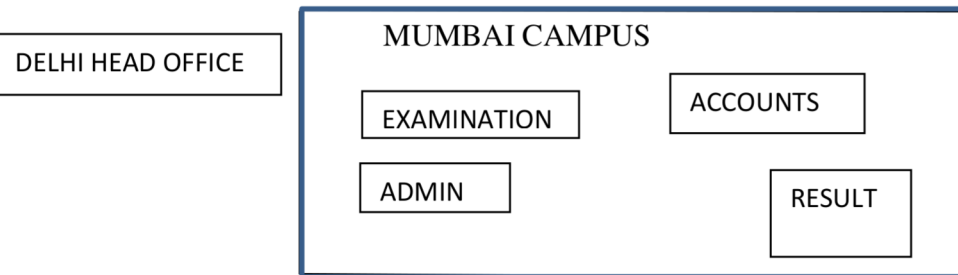 MUMBAI CAMPUS
DELHI HEAD OFFICE
ACCOUNTS
EXAMINATION
ADMIN
RESULT